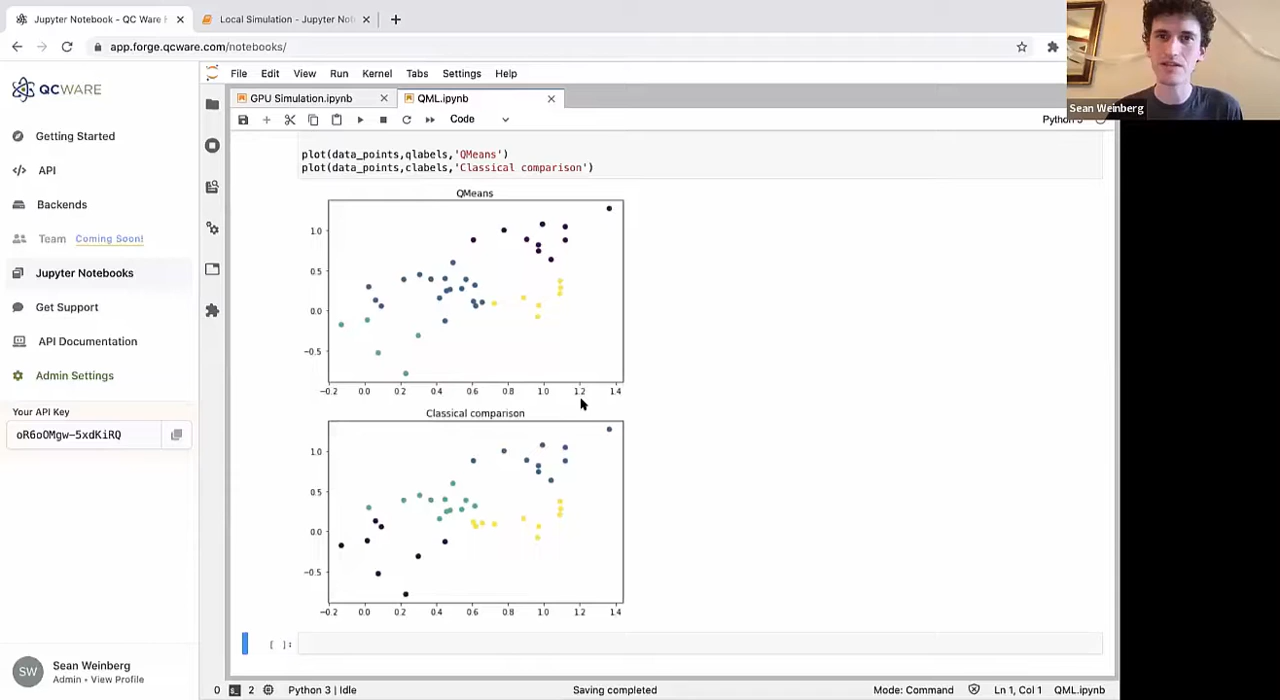 Jupyter Notebook - QC Ware
Local Simulation - Jupyter Not
app.forge.qcware.com/notebooks/
Sean Weinberg
QCWARE
File Edit View Run Kernel Tabs Settings Help
GPU Simulation.ipynb
QML.ipynb
Code
Python 3
Getting Started
API
Backends
Team Coming Soon!
Jupyter Notebooks
Get Support
API Documentation
Admin Settings
Your API Key
oR6oOMgw-5xdKiRQ
plot(data_points,qlabels,'QMeans')
plot(data_points,clabels,'Classical comparison')
QMeans
1.0
0.5
0.0
−0.5
−0.2 0.0 0.2 0.4 0.6 0.8 1.0 1.2 1.4
Classical comparison
1.0
0.5
0.0
−0.5
−0.2 0.0 0.2 0.4 0.6 0.8 1.0 1.2 1.4
[ ]:
SW
Sean Weinberg
Admin • View Profile
0 2 Python 3 | Idle Saving completed Mode: Command Ln 1, Col 1 QML.ipynb